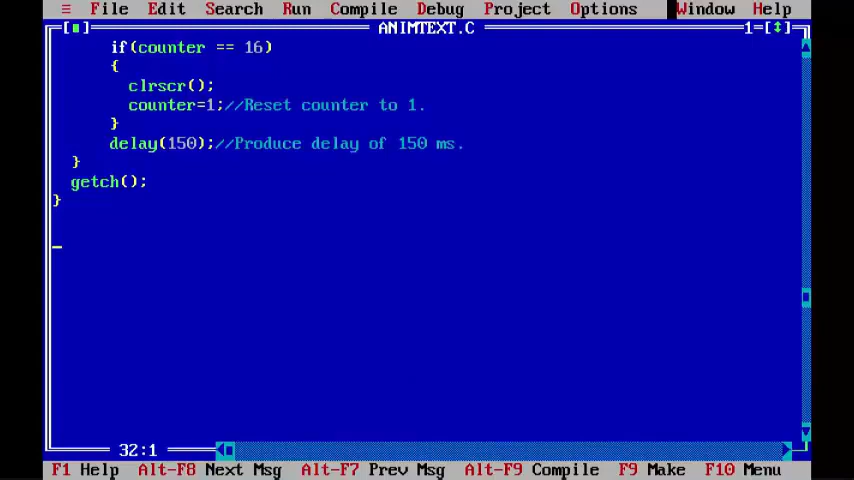 ≡ File Edit Search Run Compile Debug Project Options Window Help
[■] ANIMTEXT.C 1=[↕]
if(counter == 16)
{
clrscr();
counter=1;//Reset counter to 1.
}
delay(150);//Produce delay of 150 ms.
}
getch();
}
32:1
F1 Help Alt-F8 Next Msg Alt-F7 Prev Msg Alt-F9 Compile F9 Make F10 Menu